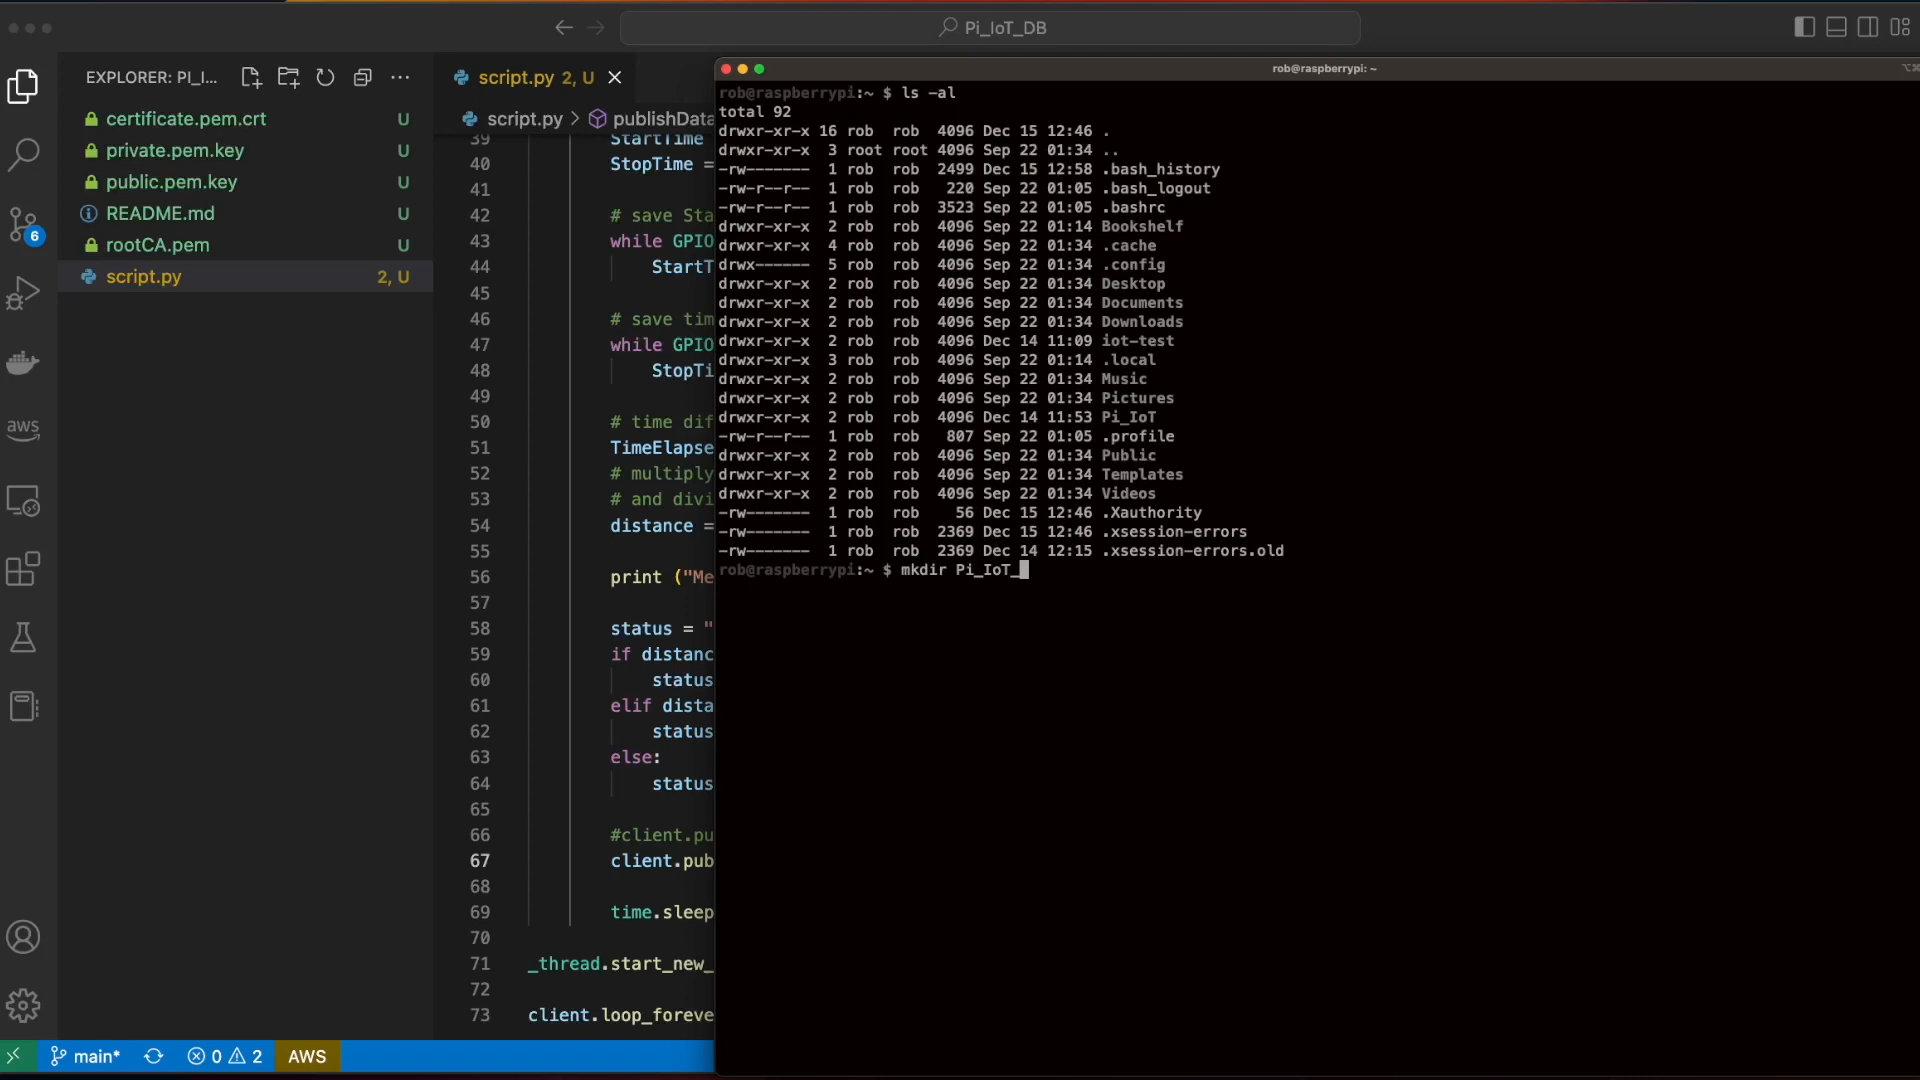 Pi_IoT_DB
EXPLORER: PI_I...
certificate.pem.crt U
private.pem.key U
public.pem.key U
README.md U
rootCA.pem U
script.py 2, U
6
aws
script.py 2, U
script.py > publishData
39 StartTime
40 StopTime =
41
42 # save Sta
43 while GPIO
44 StartT
45
46 # save tim
47 while GPIO
48 StopTi
49
50 # time dif
51 TimeElapse
52 # multiply
53 # and divi
54 distance =
55
56 print ("Me
57
58 status = "
59 if distanc
60 status
61 elif dista
62 status
63 else:
64 status
65
66 #client.pu
67 client.pub
68
69 time.sleep
70
71 _thread.start_new_
72
73 client.loop_foreve
main* 0 2 AWS
rob@raspberrypi: ~
rob@raspberrypi:~ $ ls -al
total 92
drwxr-xr-x 16 rob rob 4096 Dec 15 12:46 .
drwxr-xr-x 3 root root 4096 Sep 22 01:34 ..
-rw------- 1 rob rob 2499 Dec 15 12:58 .bash_history
-rw-r--r-- 1 rob rob 220 Sep 22 01:05 .bash_logout
-rw-r--r-- 1 rob rob 3523 Sep 22 01:05 .bashrc
drwxr-xr-x 2 rob rob 4096 Sep 22 01:14 Bookshelf
drwxr-xr-x 4 rob rob 4096 Sep 22 01:34 .cache
drwx------ 5 rob rob 4096 Sep 22 01:34 .config
drwxr-xr-x 2 rob rob 4096 Sep 22 01:34 Desktop
drwxr-xr-x 2 rob rob 4096 Sep 22 01:34 Documents
drwxr-xr-x 2 rob rob 4096 Sep 22 01:34 Downloads
drwxr-xr-x 2 rob rob 4096 Dec 14 11:09 iot-test
drwxr-xr-x 3 rob rob 4096 Sep 22 01:14 .local
drwxr-xr-x 2 rob rob 4096 Sep 22 01:34 Music
drwxr-xr-x 2 rob rob 4096 Sep 22 01:34 Pictures
drwxr-xr-x 2 rob rob 4096 Dec 14 11:53 Pi_IoT
-rw-r--r-- 1 rob rob 807 Sep 22 01:05 .profile
drwxr-xr-x 2 rob rob 4096 Sep 22 01:34 Public
drwxr-xr-x 2 rob rob 4096 Sep 22 01:34 Templates
drwxr-xr-x 2 rob rob 4096 Sep 22 01:34 Videos
-rw------- 1 rob rob 56 Dec 15 12:46 .Xauthority
-rw------- 1 rob rob 2369 Dec 15 12:46 .xsession-errors
-rw------- 1 rob rob 2369 Dec 14 12:15 .xsession-errors.old
rob@raspberrypi:~ $ mkdir Pi_IoT_